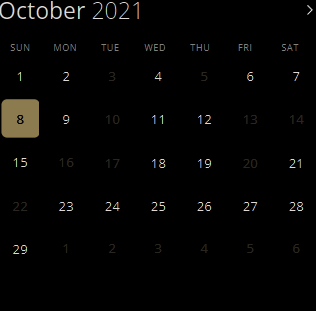 October 2021
SUN MON TUE WED THU FRI SAT
1 2 3 4 5 6 7
8 9 10 11 12 13 14
15 16 17 18 19 20 21
22 23 24 25 26 27 28
29 1 2 3 4 5 6